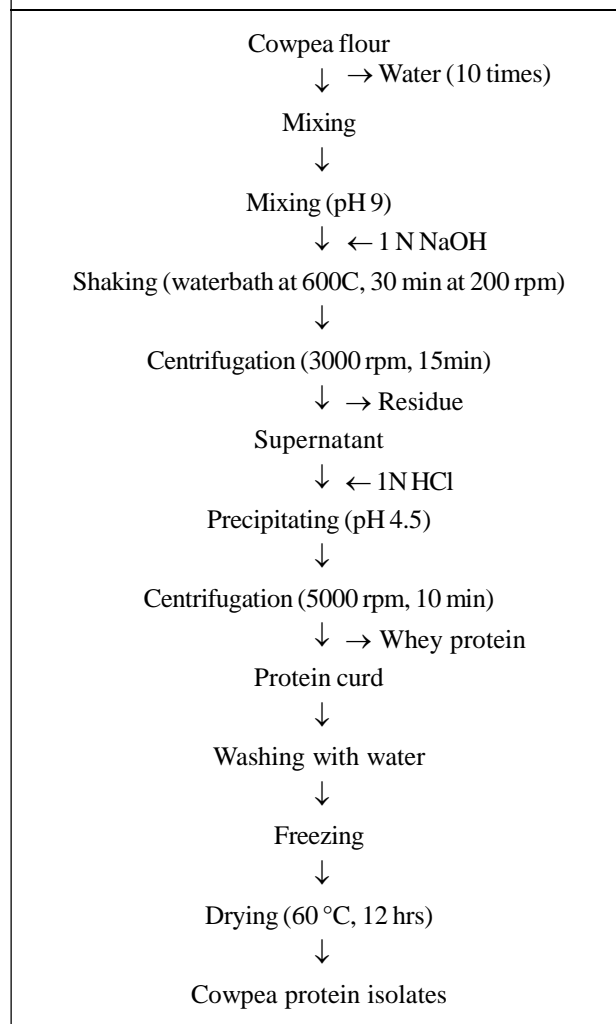 Cowpea flour
↓ → Water (10 times)
Mixing
↓
Mixing (pH 9)
↓ ← 1 N NaOH
Shaking (waterbath at 600C, 30 min at 200 rpm)
↓
Centrifugation (3000 rpm, 15min)
↓ → Residue
Supernatant
↓ ← 1N HCl
Precipitating (pH 4.5)
↓
Centrifugation (5000 rpm, 10 min)
↓ → Whey protein
Protein curd
↓
Washing with water
↓
Freezing
↓
Drying (60 °C, 12 hrs)
↓
Cowpea protein isolates